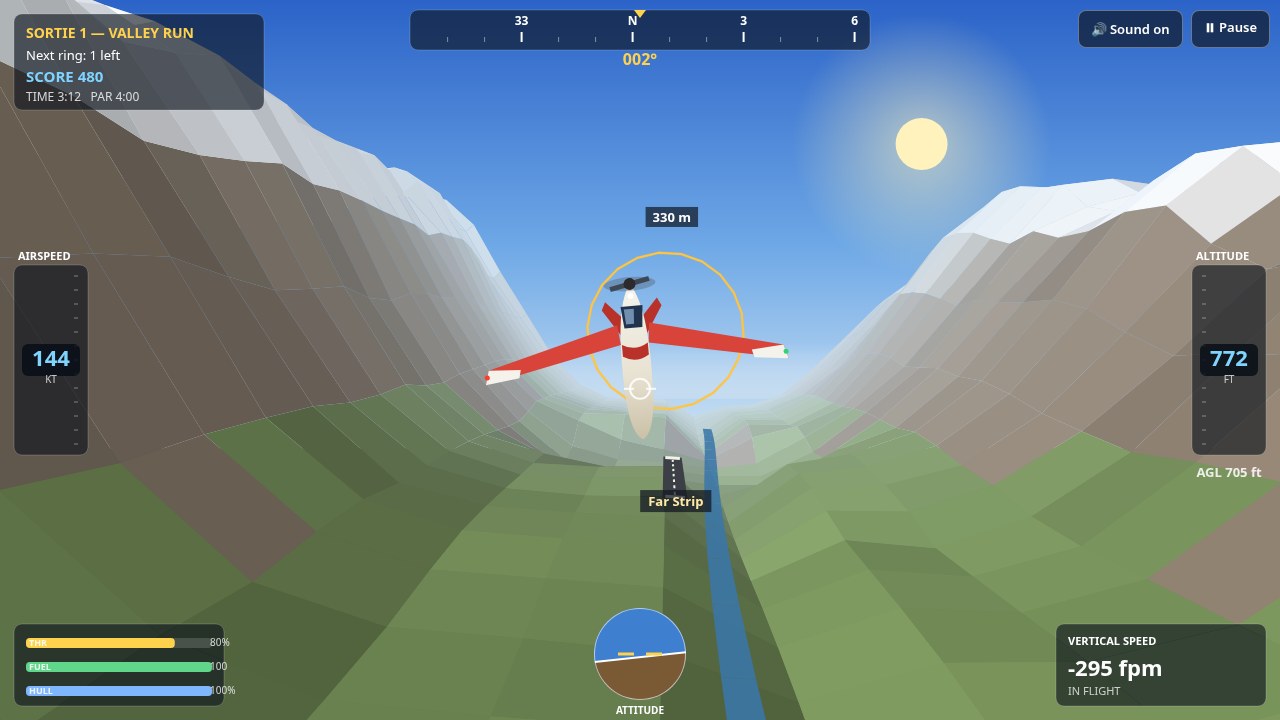 SORTIE 1 — VALLEY RUN
Next ring: 1 left
SCORE 480
TIME 3:12 PAR 4:00
33 N 3 6
002°
🔊 Sound on
⏸ Pause
330 m
AIRSPEED
144
KT
ALTITUDE
772
FT
AGL 705 ft
Far Strip
THR 80%
FUEL 100
HULL 100%
ATTITUDE
VERTICAL SPEED
-295 fpm
IN FLIGHT